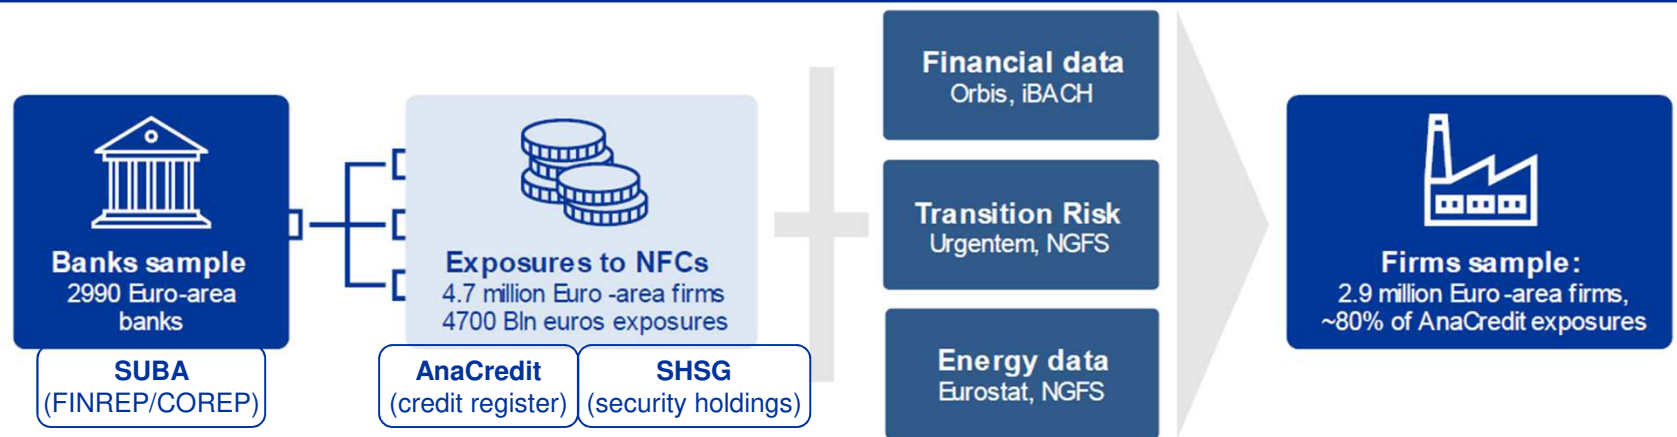 Banks sample
2990 Euro-area
banks
SUBA
(FINREP/COREP)
Exposures to NFCs
4.7 million Euro -area firms
4700 Bln euros exposures
AnaCredit
(credit register)
SHSG
(security holdings)
Financial data
Orbis, iBACH
Transition Risk
Urgentem, NGFS
Energy data
Eurostat, NGFS
Firms sample:
2.9 million Euro -area firms,
~80% of AnaCredit exposures